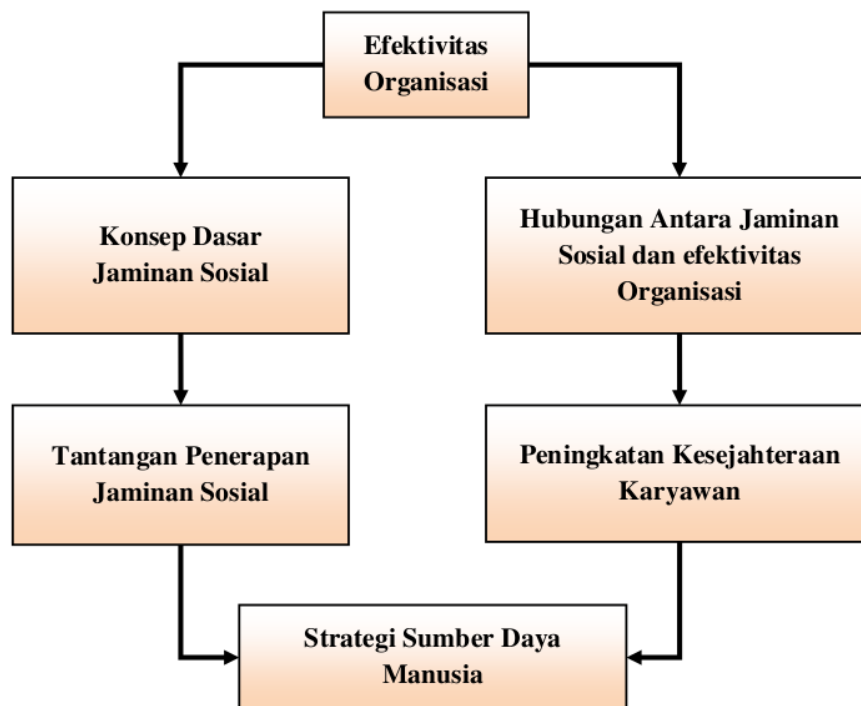 Efektivitas
Organisasi
Konsep Dasar
Jaminan Sosial
Hubungan Antara Jaminan
Sosial dan efektivitas
Organisasi
Tantangan Penerapan
Jaminan Sosial
Peningkatan Kesejahteraan
Karyawan
Strategi Sumber Daya
Manusia